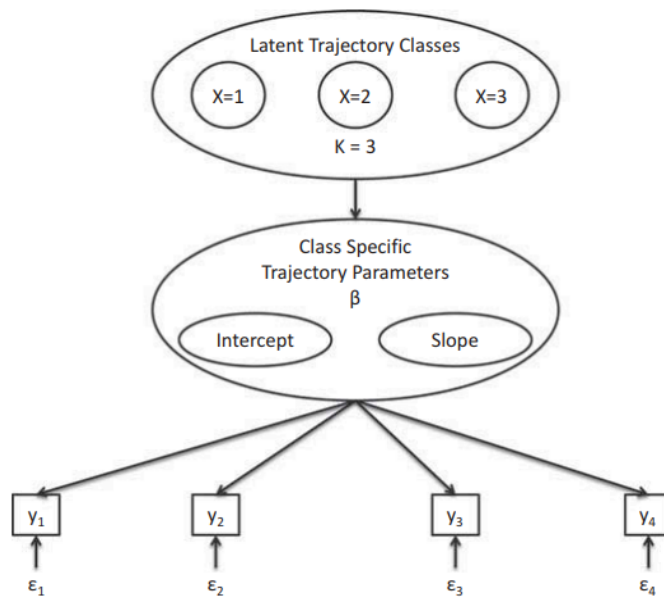 Latent Trajectory Classes
X=1 X=2 X=3
K = 3
Class Specific
Trajectory Parameters
β
Intercept Slope
y₁ y₂ y₃ y₄
ε₁ ε₂ ε₃ ε₄